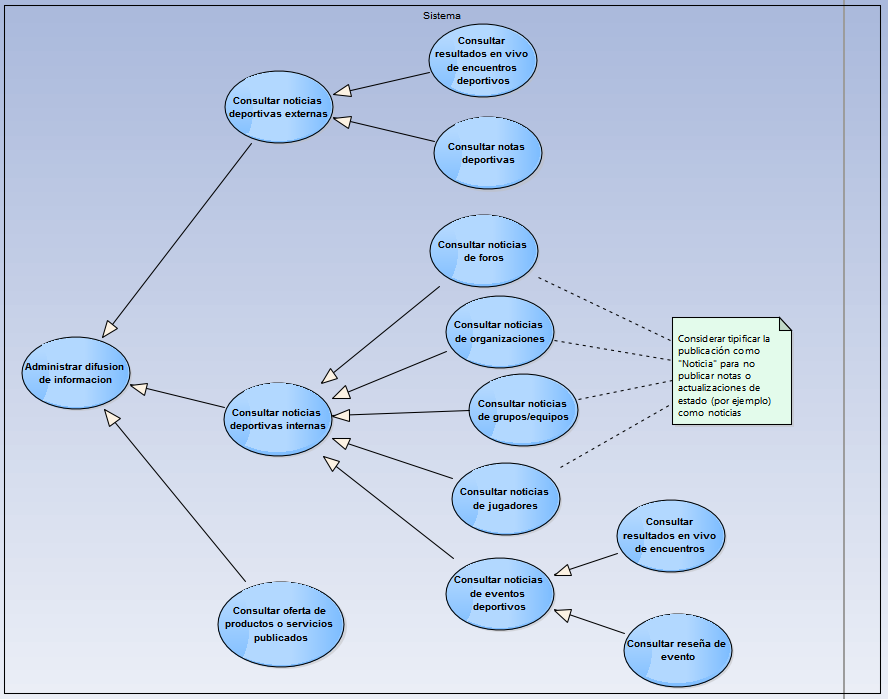 Sistema
Consultar
resultados en vivo
de encuentros
deportivos
Consultar noticias
deportivas externas
Consultar notas
deportivas
Consultar noticias
de foros
Consultar noticias
de organizaciones
Considerar tipificar la
publicación como
"Noticia" para no
publicar notas o
actualizaciones de
estado (por ejemplo)
como noticias
Administrar difusion
de informacion
Consultar noticias
de grupos/equipos
Consultar noticias
deportivas internas
Consultar noticias
de jugadores
Consultar
resultados en vivo
de encuentros
Consultar noticias
de eventos
deportivos
Consultar oferta de
productos o servicios
publicados
Consultar reseña de
evento